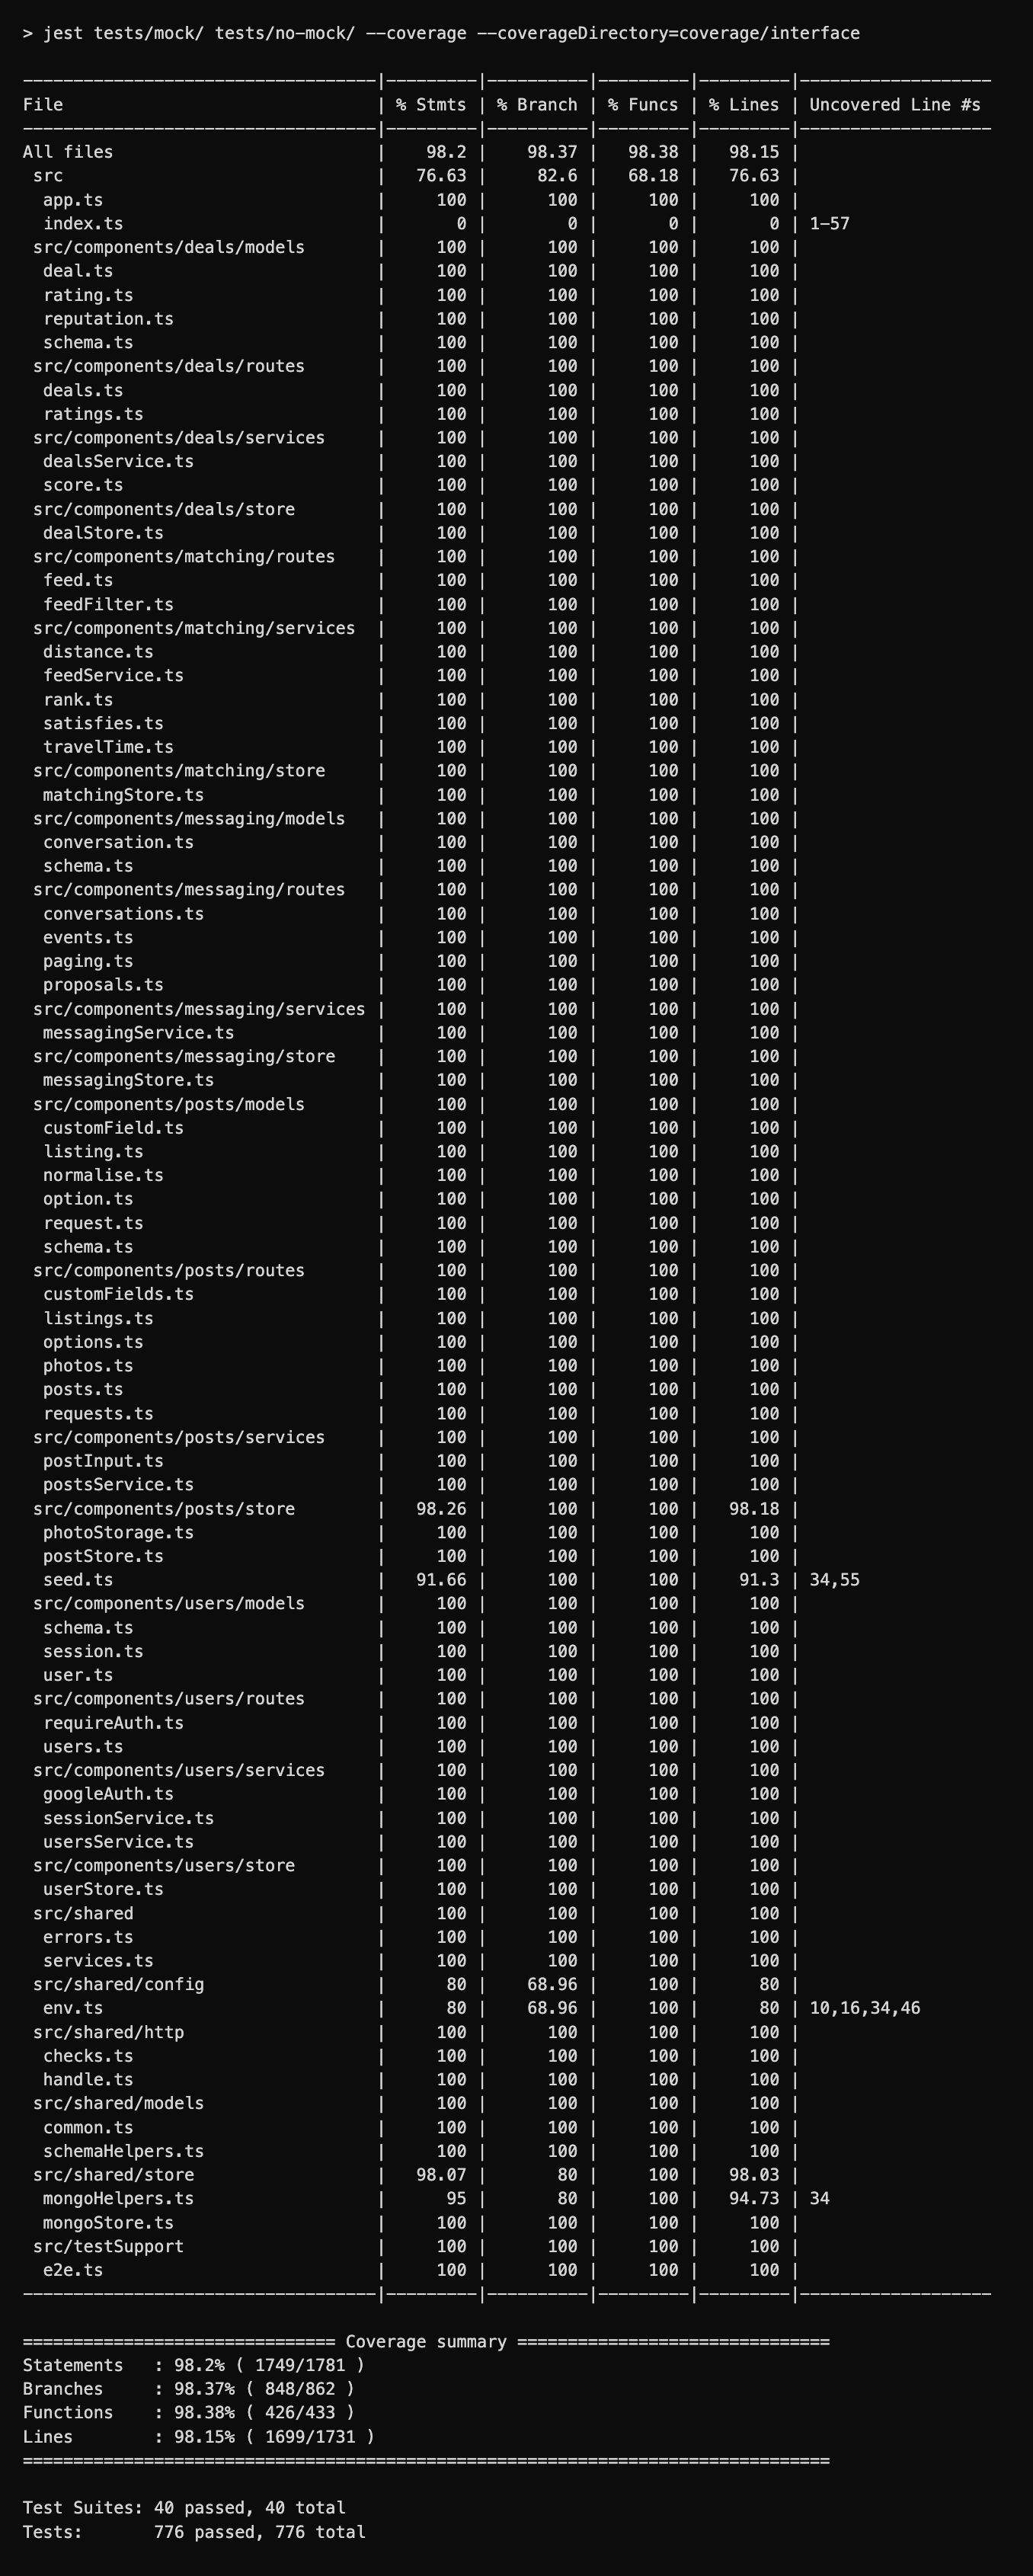 > jest tests/mock/ tests/no-mock/ --coverage --coverageDirectory=coverage/interface
-----------------------------------|---------|----------|---------|---------|-------------------
File                               | % Stmts | % Branch | % Funcs | % Lines | Uncovered Line #s
-----------------------------------|---------|----------|---------|---------|-------------------
All files                          |    98.2 |    98.37 |   98.38 |   98.15 |
 src                               |   76.63 |     82.6 |   68.18 |   76.63 |
  app.ts                           |     100 |      100 |     100 |     100 |
  index.ts                         |       0 |        0 |       0 |       0 | 1-57
 src/components/deals/models       |     100 |      100 |     100 |     100 |
  deal.ts                          |     100 |      100 |     100 |     100 |
  rating.ts                        |     100 |      100 |     100 |     100 |
  reputation.ts                    |     100 |      100 |     100 |     100 |
  schema.ts                        |     100 |      100 |     100 |     100 |
 src/components/deals/routes       |     100 |      100 |     100 |     100 |
  deals.ts                         |     100 |      100 |     100 |     100 |
  ratings.ts                       |     100 |      100 |     100 |     100 |
 src/components/deals/services     |     100 |      100 |     100 |     100 |
  dealsService.ts                  |     100 |      100 |     100 |     100 |
  score.ts                         |     100 |      100 |     100 |     100 |
 src/components/deals/store        |     100 |      100 |     100 |     100 |
  dealStore.ts                     |     100 |      100 |     100 |     100 |
 src/components/matching/routes    |     100 |      100 |     100 |     100 |
  feed.ts                          |     100 |      100 |     100 |     100 |
  feedFilter.ts                    |     100 |      100 |     100 |     100 |
 src/components/matching/services  |     100 |      100 |     100 |     100 |
  distance.ts                      |     100 |      100 |     100 |     100 |
  feedService.ts                   |     100 |      100 |     100 |     100 |
  rank.ts                          |     100 |      100 |     100 |     100 |
  satisfies.ts                     |     100 |      100 |     100 |     100 |
  travelTime.ts                    |     100 |      100 |     100 |     100 |
 src/components/matching/store     |     100 |      100 |     100 |     100 |
  matchingStore.ts                 |     100 |      100 |     100 |     100 |
 src/components/messaging/models   |     100 |      100 |     100 |     100 |
  conversation.ts                  |     100 |      100 |     100 |     100 |
  schema.ts                        |     100 |      100 |     100 |     100 |
 src/components/messaging/routes   |     100 |      100 |     100 |     100 |
  conversations.ts                 |     100 |      100 |     100 |     100 |
  events.ts                        |     100 |      100 |     100 |     100 |
  paging.ts                        |     100 |      100 |     100 |     100 |
  proposals.ts                     |     100 |      100 |     100 |     100 |
 src/components/messaging/services |     100 |      100 |     100 |     100 |
  messagingService.ts              |     100 |      100 |     100 |     100 |
 src/components/messaging/store    |     100 |      100 |     100 |     100 |
  messagingStore.ts                |     100 |      100 |     100 |     100 |
 src/components/posts/models       |     100 |      100 |     100 |     100 |
  customField.ts                   |     100 |      100 |     100 |     100 |
  listing.ts                       |     100 |      100 |     100 |     100 |
  normalise.ts                     |     100 |      100 |     100 |     100 |
  option.ts                        |     100 |      100 |     100 |     100 |
  request.ts                       |     100 |      100 |     100 |     100 |
  schema.ts                        |     100 |      100 |     100 |     100 |
 src/components/posts/routes       |     100 |      100 |     100 |     100 |
  customFields.ts                  |     100 |      100 |     100 |     100 |
  listings.ts                      |     100 |      100 |     100 |     100 |
  options.ts                       |     100 |      100 |     100 |     100 |
  photos.ts                        |     100 |      100 |     100 |     100 |
  posts.ts                         |     100 |      100 |     100 |     100 |
  requests.ts                      |     100 |      100 |     100 |     100 |
 src/components/posts/services     |     100 |      100 |     100 |     100 |
  postInput.ts                     |     100 |      100 |     100 |     100 |
  postsService.ts                  |     100 |      100 |     100 |     100 |
 src/components/posts/store        |   98.26 |      100 |     100 |   98.18 |
  photoStorage.ts                  |     100 |      100 |     100 |     100 |
  postStore.ts                     |     100 |      100 |     100 |     100 |
  seed.ts                          |   91.66 |      100 |     100 |    91.3 | 34,55
 src/components/users/models       |     100 |      100 |     100 |     100 |
  schema.ts                        |     100 |      100 |     100 |     100 |
  session.ts                       |     100 |      100 |     100 |     100 |
  user.ts                          |     100 |      100 |     100 |     100 |
 src/components/users/routes       |     100 |      100 |     100 |     100 |
  requireAuth.ts                   |     100 |      100 |     100 |     100 |
  users.ts                         |     100 |      100 |     100 |     100 |
 src/components/users/services     |     100 |      100 |     100 |     100 |
  googleAuth.ts                    |     100 |      100 |     100 |     100 |
  sessionService.ts                |     100 |      100 |     100 |     100 |
  usersService.ts                  |     100 |      100 |     100 |     100 |
 src/components/users/store        |     100 |      100 |     100 |     100 |
  userStore.ts                     |     100 |      100 |     100 |     100 |
 src/shared                        |     100 |      100 |     100 |     100 |
  errors.ts                        |     100 |      100 |     100 |     100 |
  services.ts                      |     100 |      100 |     100 |     100 |
 src/shared/config                 |      80 |    68.96 |     100 |      80 |
  env.ts                           |      80 |    68.96 |     100 |      80 | 10,16,34,46
 src/shared/http                   |     100 |      100 |     100 |     100 |
  checks.ts                        |     100 |      100 |     100 |     100 |
  handle.ts                        |     100 |      100 |     100 |     100 |
 src/shared/models                 |     100 |      100 |     100 |     100 |
  common.ts                        |     100 |      100 |     100 |     100 |
  schemaHelpers.ts                 |     100 |      100 |     100 |     100 |
 src/shared/store                  |   98.07 |       80 |     100 |   98.03 |
  mongoHelpers.ts                  |      95 |       80 |     100 |   94.73 | 34
  mongoStore.ts                    |     100 |      100 |     100 |     100 |
 src/testSupport                   |     100 |      100 |     100 |     100 |
  e2e.ts                           |     100 |      100 |     100 |     100 |
-----------------------------------|---------|----------|---------|---------|-------------------
=============================== Coverage summary ===============================
Statements   : 98.2% ( 1749/1781 )
Branches     : 98.37% ( 848/862 )
Functions    : 98.38% ( 426/433 )
Lines        : 98.15% ( 1699/1731 )
================================================================================
Test Suites: 40 passed, 40 total
Tests:       776 passed, 776 total